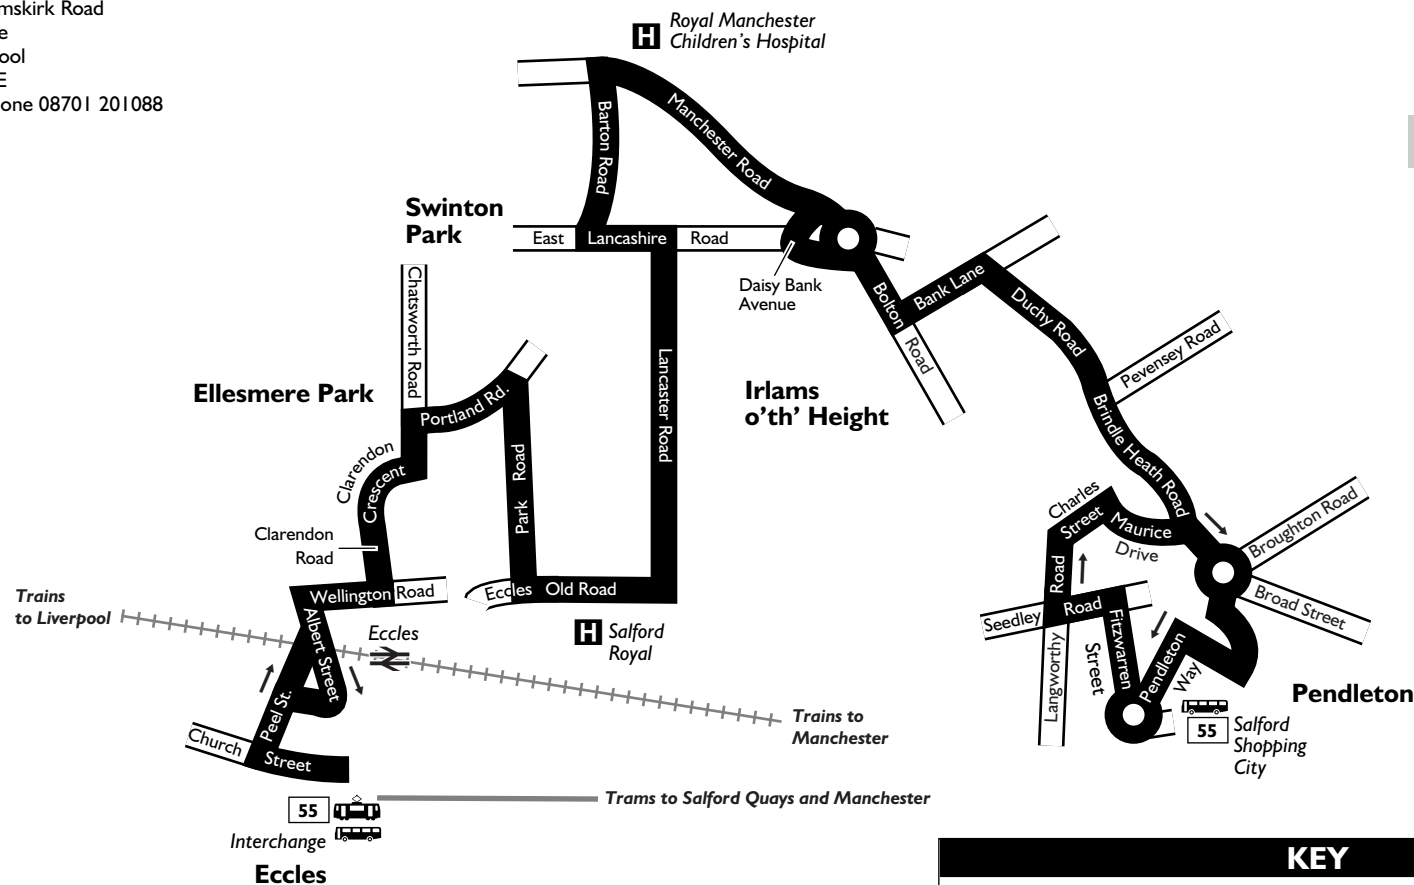 mskirk Road
e
ool
E
one 08701 201088
H
Royal Manchester
Children's Hospital
Manchester Road
Barton Road
Swinton
Park
East Lancashire Road
Daisy Bank
Avenue
Bolton
Road
Bank Lane
Duchy Road
Pevensey Road
Brindle Heath Road
Chatsworth Road
Ellesmere Park
Portland Rd.
Lancaster Road
Irlams
o'th' Height
Clarendon
Crescent
Park Road
Clarendon
Road
Wellington Road
Eccles Old Road
Charles
Street
Maurice
Drive
Broughton Road
Broad Street
Trains
to Liverpool
Albert Street
Eccles
H
Salford
Royal
Seedley Road
Langworthy Road
Fitzwarren
Street
Pendleton
Way
Pendleton
Peel St.
Church
Street
Trains to
Manchester
55
Salford
Shopping
City
55
Trams to Salford Quays and Manchester
Interchange
Eccles
KEY